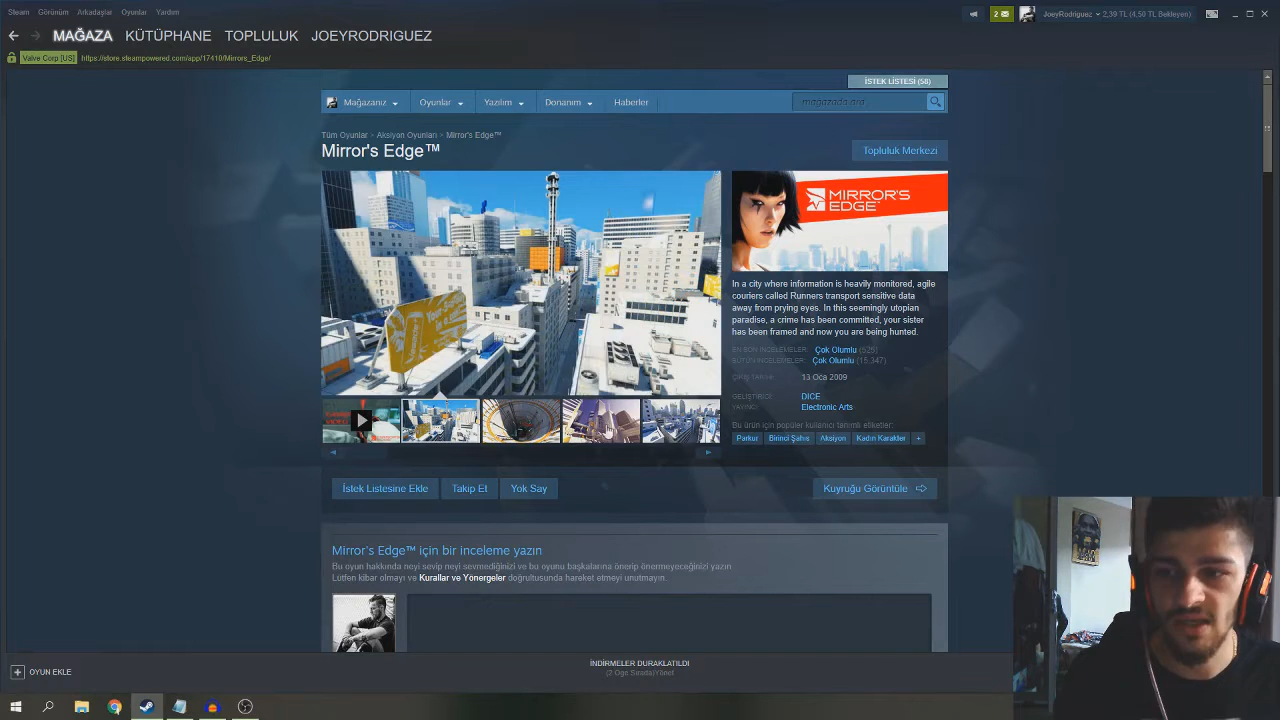 Steam Görünüm Arkadaşlar Oyunlar Yardım
2
JoeyRodriguez 2,39 TL (4,50 TL Bekleyen)
MAĞAZA KÜTÜPHANE TOPLULUK JOEYRODRIGUEZ
Valve Corp [US] https://store.steampowered.com/app/17410/Mirrors_Edge/
İSTEK LİSTESİ (58)
Mağazanız Oyunlar Yazılım Donanım Haberler
mağazada ara
Tüm Oyunlar > Aksiyon Oyunları > Mirror's Edge™
Mirror's Edge™
Topluluk Merkezi
MIRROR'S
EDGE
In a city where information is heavily monitored, agile
couriers called Runners transport sensitive data
away from prying eyes. In this seemingly utopian
paradise, a crime has been committed, your sister
has been framed and now you are being hunted.
EN SON İNCELEMELER: Çok Olumlu (525)
BÜTÜN İNCELEMELER: Çok Olumlu (15,347)
ÇIKIŞ TARİHİ: 13 Oca 2009
GELİŞTİRİCİ: DICE
YAYINCI: Electronic Arts
Bu ürün için popüler kullanıcı tanımlı etiketler:
Parkur Birinci Şahıs Aksiyon Kadın Karakter +
İstek Listesine Ekle Takip Et Yok Say Kuyruğu Görüntüle
Mirror's Edge™ için bir inceleme yazın
Bu oyun hakkında neyi sevip neyi sevmediğinizi ve bu oyunu başkalarına önerip önermeyeceğinizi yazın
Lütfen kibar olmayı ve Kurallar ve Yönergeler doğrultusunda hareket etmeyi unutmayın.
OYUN EKLE
İNDİRMELER DURAKLATILDI
(2 Öge Sırada)Yönet